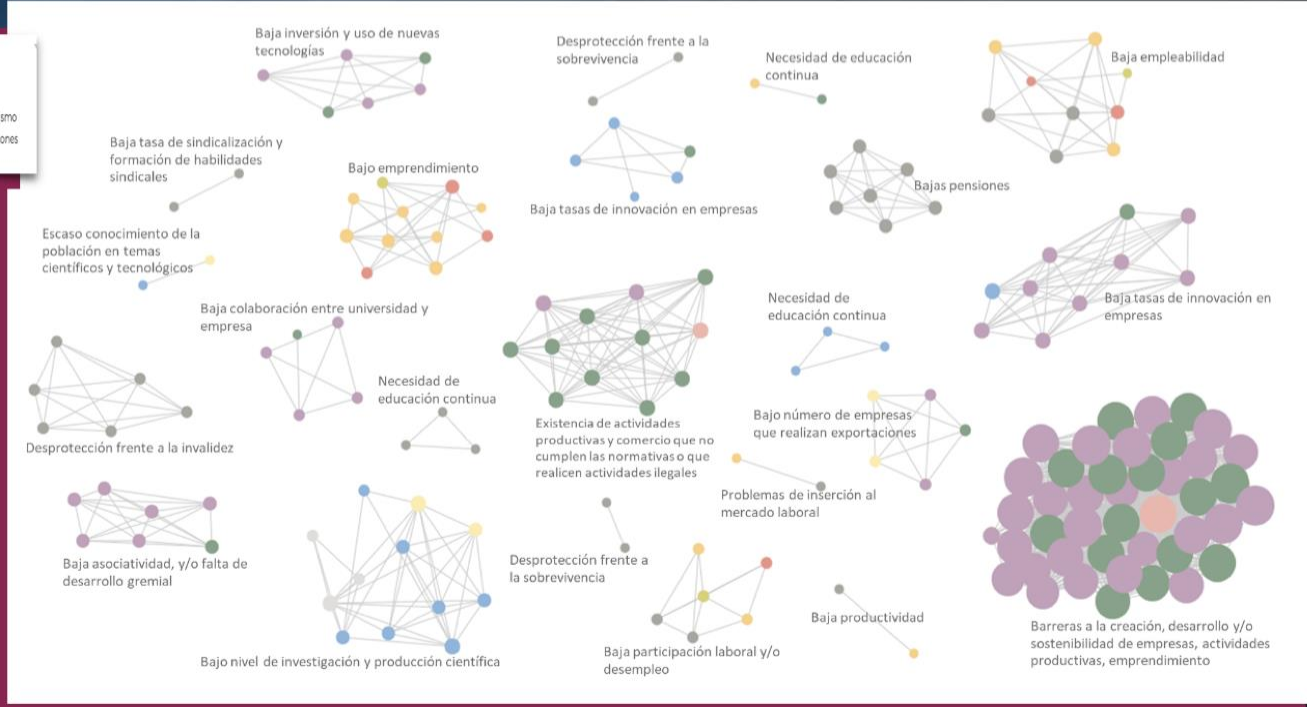 smo
ones
Baja inversión y uso de nuevas
tecnologías
Desprotección frente a la
sobrevivencia
Necesidad de educación
continua
Baja empleabilidad
Baja tasa de sindicalización y
formación de habilidades
sindicales
Bajo emprendimiento
Baja tasas de innovación en empresas
Bajas pensiones
Escaso conocimiento de la
población en temas
científicos y tecnológicos
Baja colaboración entre universidad y
empresa
Necesidad de
educación continua
Baja tasas de innovación en
empresas
Necesidad de
educación continua
Desprotección frente a la invalidez
Existencia de actividades
productivas y comercio que no
cumplen las normativas o que
realicen actividades ilegales
Bajo número de empresas
que realizan exportaciones
Problemas de inserción al
mercado laboral
Baja asociatividad, y/o falta de
desarrollo gremial
Desprotección frente a
la sobrevivencia
Baja productividad
Bajo nivel de investigación y producción científica
Baja participación laboral y/o
desempleo
Barreras a la creación, desarrollo y/o
sostenibilidad de empresas, actividades
productivas, emprendimiento